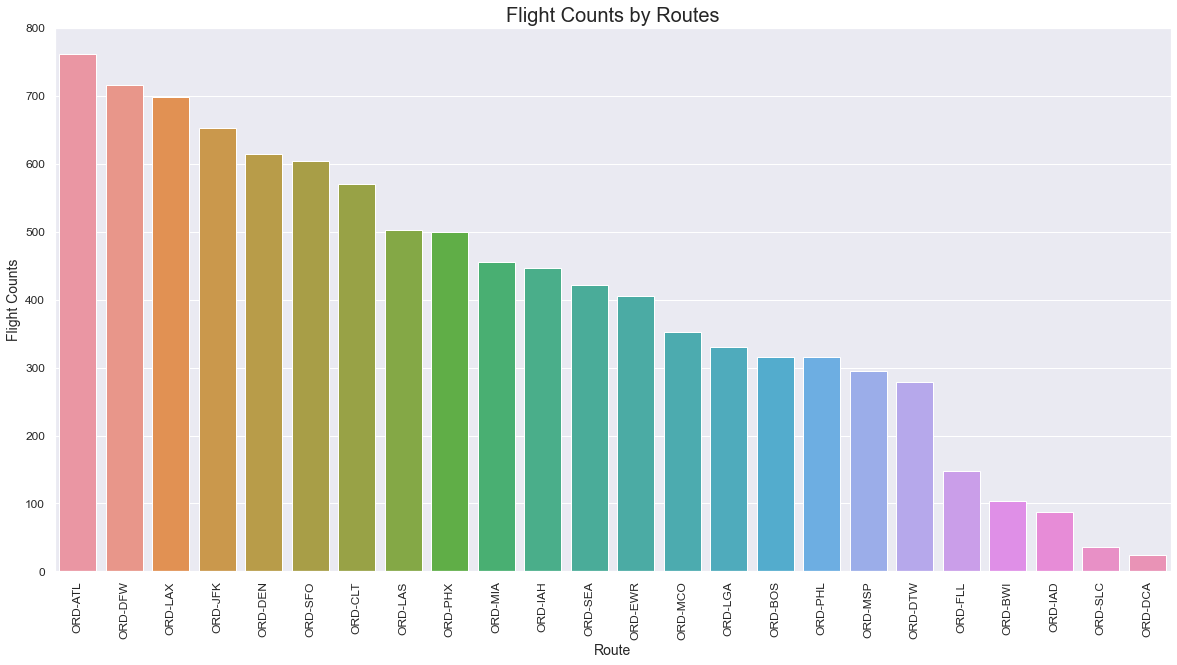 Flight Counts by Routes
800
700
600
500
400
300
200
100
0
Flight Counts
ORD-ATL
ORD-DFW
ORD-LAX
ORD-JFK
ORD-DEN
ORD-SFO
ORD-CLT
ORD-LAS
ORD-PHX
ORD-MIA
ORD-IAH
ORD-SEA
ORD-EWR
ORD-MCO
ORD-LGA
ORD-BOS
ORD-PHL
ORD-MSP
ORD-DTW
ORD-FLL
ORD-BWI
ORD-IAD
ORD-SLC
ORD-DCA
Route